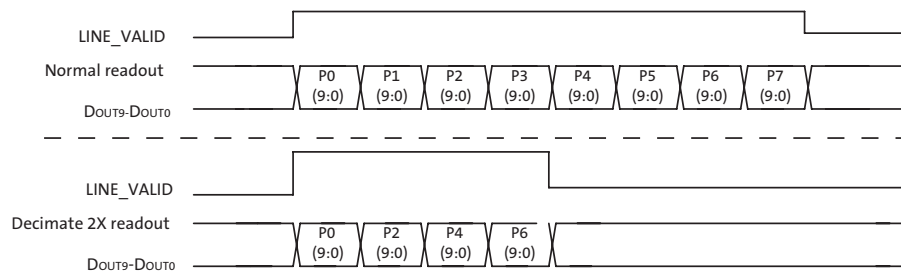 LINE_VALID
Normal readout
P0 P1 P2 P3 P4 P5 P6 P7
(9:0) (9:0) (9:0) (9:0) (9:0) (9:0) (9:0) (9:0)
DOUT9-DOUT0
LINE_VALID
Decimate 2X readout
P0 P2 P4 P6
(9:0) (9:0) (9:0) (9:0)
DOUT9-DOUT0